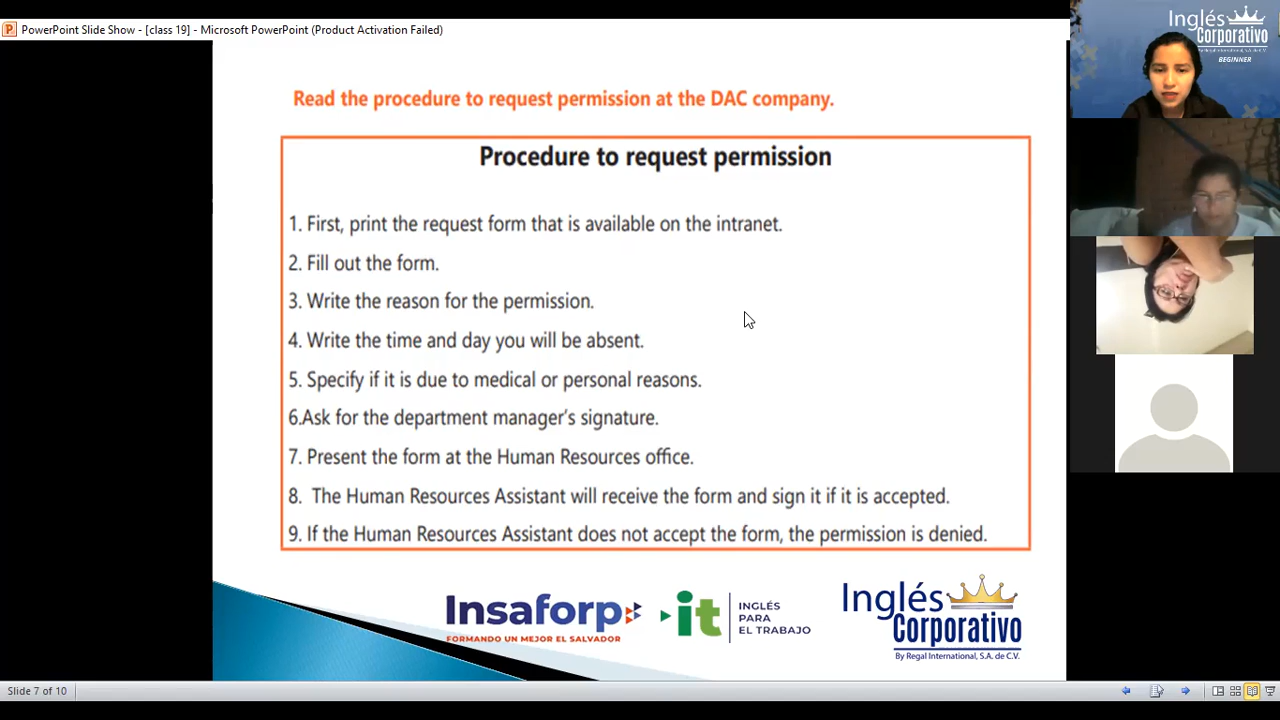 PowerPoint Slide Show - [class 19] - Microsoft PowerPoint (Product Activation Failed)
Inglés
Corporativo
By Regal International, S.A. de C.V.
BEGINNER
Read the procedure to request permission at the DAC company.
Procedure to request permission
1. First, print the request form that is available on the intranet.
2. Fill out the form.
3. Write the reason for the permission.
4. Write the time and day you will be absent.
5. Specify if it is due to medical or personal reasons.
6.Ask for the department manager's signature.
7. Present the form at the Human Resources office.
8. The Human Resources Assistant will receive the form and sign it if it is accepted.
9. If the Human Resources Assistant does not accept the form, the permission is denied.
Insaforp
FORMANDO UN MEJOR EL SALVADOR
it
INGLÉS
PARA
EL TRABAJO
Inglés
Corporativo
By Regal International, S.A. de C.V.
Slide 7 of 10